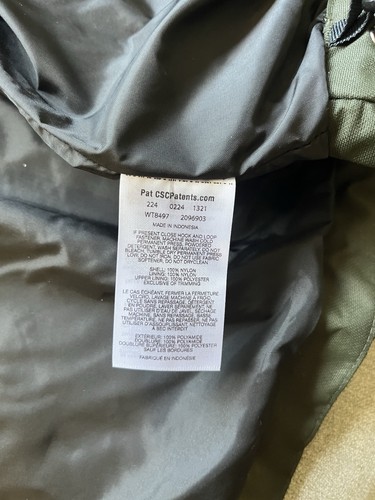 Pat CSCPatents.com
224 0224 1321
WT8497 2096903
MADE IN INDONESIA
IF PRESENT CLOSE HOOK AND LOOP
FASTENER, MACHINE WASH COLD
PERMANENT PRESS, POWDERED
DETERGENT, WASH SEPARATELY, DO NOT
BLEACH, TUMBLE DRY PERMANENT PRESS
LOW, DO NOT IRON, DO NOT USE FABRIC
SOFTENER, DO NOT DRYCLEAN.
SHELL: 100% NYLON
LINING: 100% NYLON
UPPER LINING: 100% POLYESTER
EXCLUSIVE OF TRIMMING
LE CAS ÉCHÉANT, FERMER LA FERMETURE
VELCRO, LAVAGE MACHINE A FROID,
CYCLE SANS REPASSAGE, DÉTERGENT
EN POUDRE, LAVER SÉPARÉMENT, NE
PAS UTILISER D'EAU DE JAVEL, SÉCHAGE
MACHINE, SANS REPASSAGE, BASSE
TEMPÉRATURE, NE PAS REPASSER, NE
PAS UTILISER D'ASSOUPLISSANT, NETTOYAGE
À SEC INTERDIT
EXTÉRIEUR: 100% POLYAMIDE
DOUBLURE: 100% POLYAMIDE
DOUBLURE SUPÉRIEURE: 100% POLYESTER
SAUF LES BORDURES
FABRIQUÉ EN INDONÉSIE